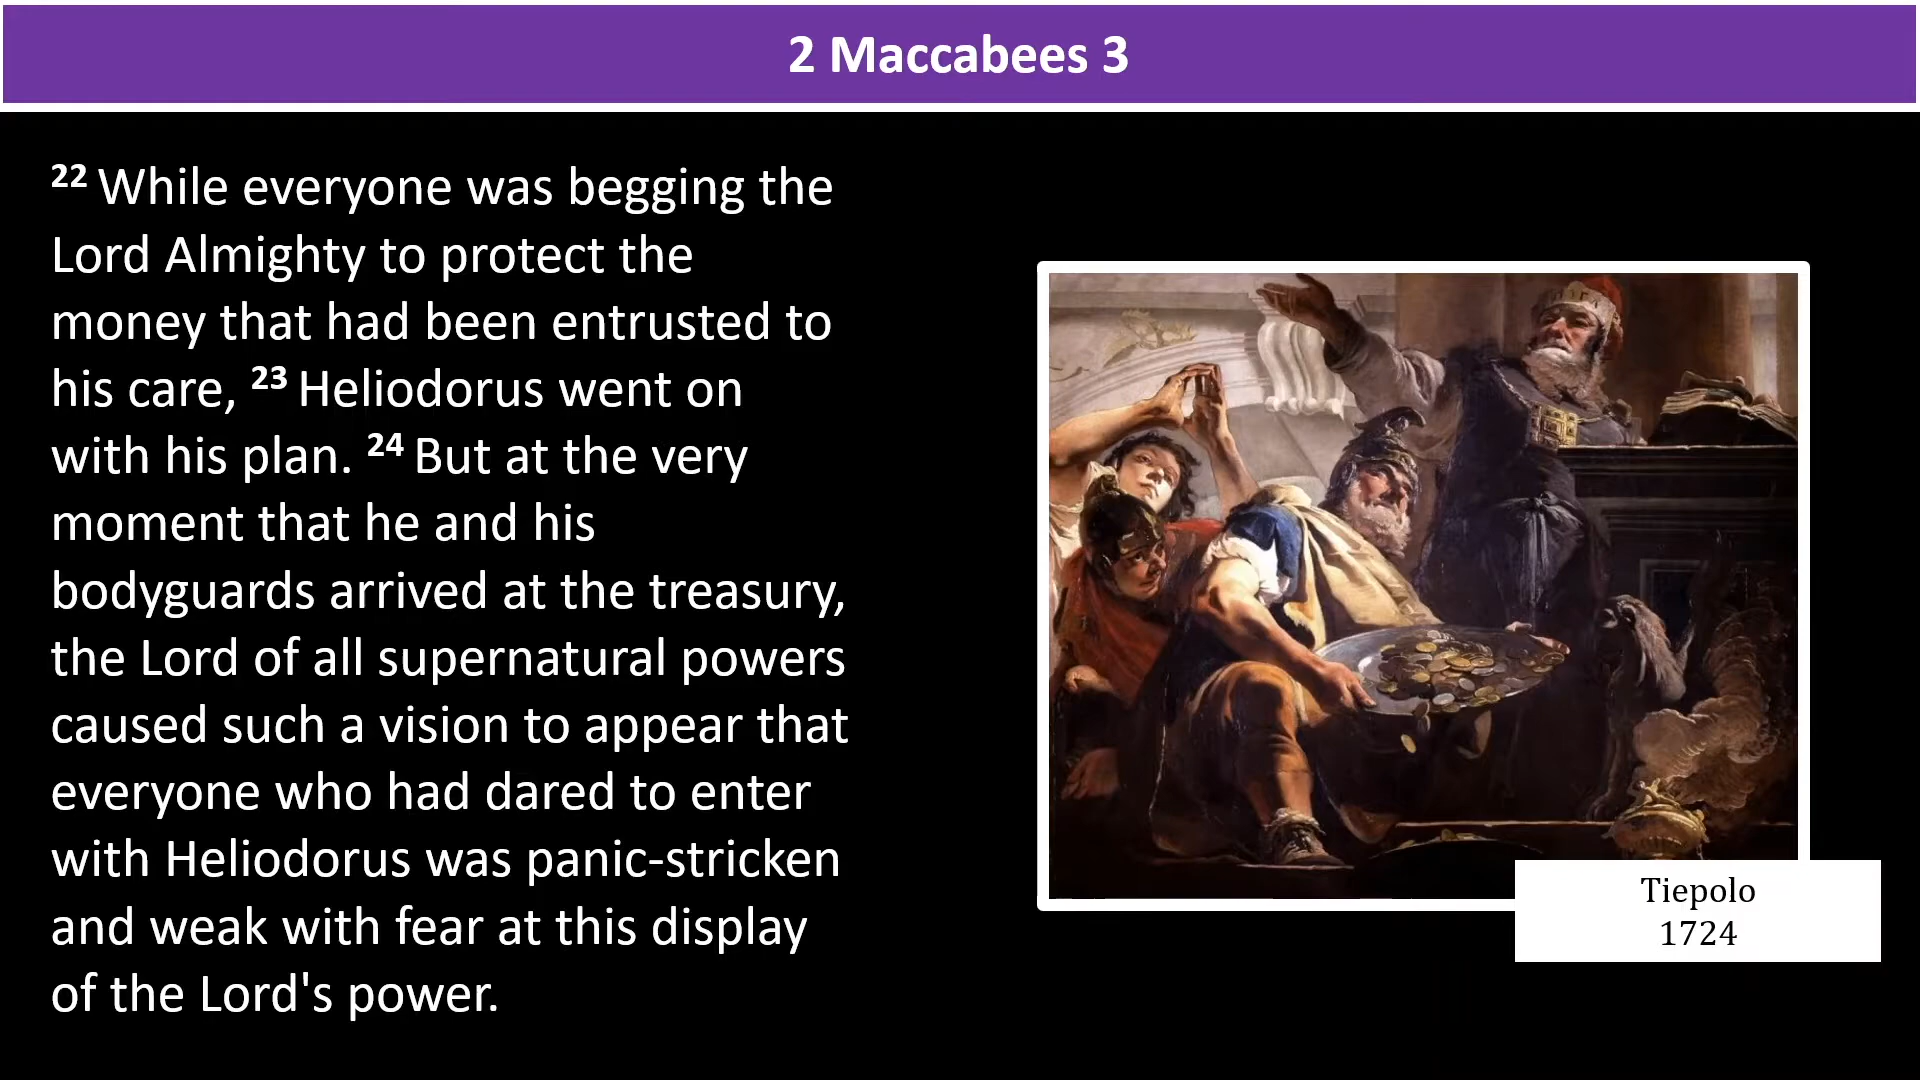 2 Maccabees 3
22 While everyone was begging the
Lord Almighty to protect the
money that had been entrusted to
his care, 23 Heliodorus went on
with his plan. 24 But at the very
moment that he and his
bodyguards arrived at the treasury,
the Lord of all supernatural powers
caused such a vision to appear that
everyone who had dared to enter
with Heliodorus was panic-stricken
and weak with fear at this display
of the Lord's power.
Tiepolo
1724